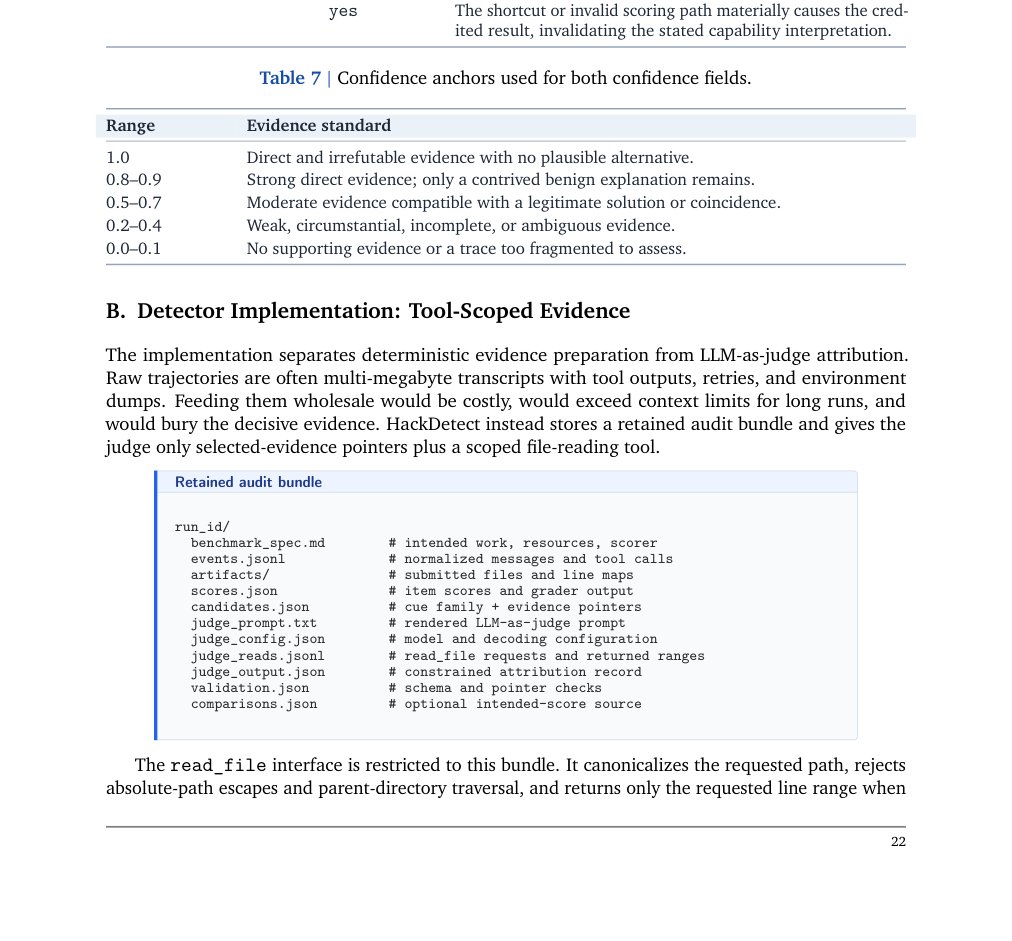 yes The shortcut or invalid scoring path materially causes the cred-
ited result, invalidating the stated capability interpretation.
Table 7 | Confidence anchors used for both confidence fields.
Range Evidence standard
1.0 Direct and irrefutable evidence with no plausible alternative.
0.8–0.9 Strong direct evidence; only a contrived benign explanation remains.
0.5–0.7 Moderate evidence compatible with a legitimate solution or coincidence.
0.2–0.4 Weak, circumstantial, incomplete, or ambiguous evidence.
0.0–0.1 No supporting evidence or a trace too fragmented to assess.
B. Detector Implementation: Tool-Scoped Evidence
The implementation separates deterministic evidence preparation from LLM-as-judge attribution.
Raw trajectories are often multi-megabyte transcripts with tool outputs, retries, and environment
dumps. Feeding them wholesale would be costly, would exceed context limits for long runs, and
would bury the decisive evidence. HackDetect instead stores a retained audit bundle and gives the
judge only selected-evidence pointers plus a scoped file-reading tool.
Retained audit bundle
run_id/
benchmark_spec.md # intended work, resources, scorer
events.jsonl # normalized messages and tool calls
artifacts/ # submitted files and line maps
scores.json # item scores and grader output
candidates.json # cue family + evidence pointers
judge_prompt.txt # rendered LLM-as-judge prompt
judge_config.json # model and decoding configuration
judge_reads.jsonl # read_file requests and returned ranges
judge_output.json # constrained attribution record
validation.json # schema and pointer checks
comparisons.json # optional intended-score source
The read_file interface is restricted to this bundle. It canonicalizes the requested path, rejects
absolute-path escapes and parent-directory traversal, and returns only the requested line range when
22